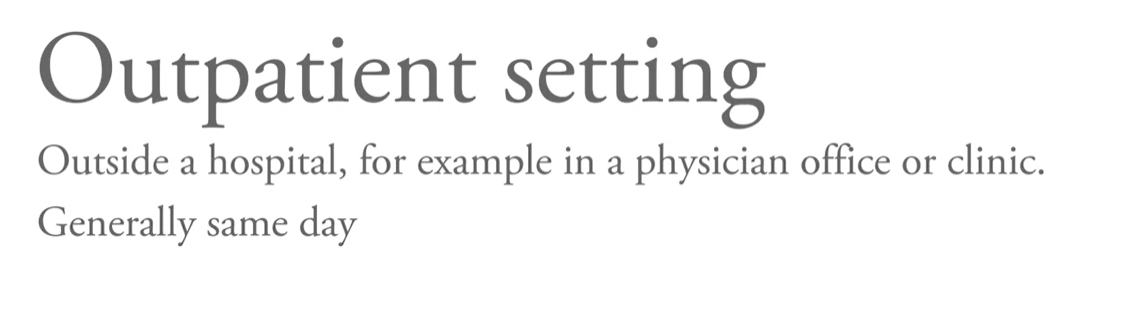 Outpatient setting
Outside a hospital, for example in a physician office or clinic.
Generally same day